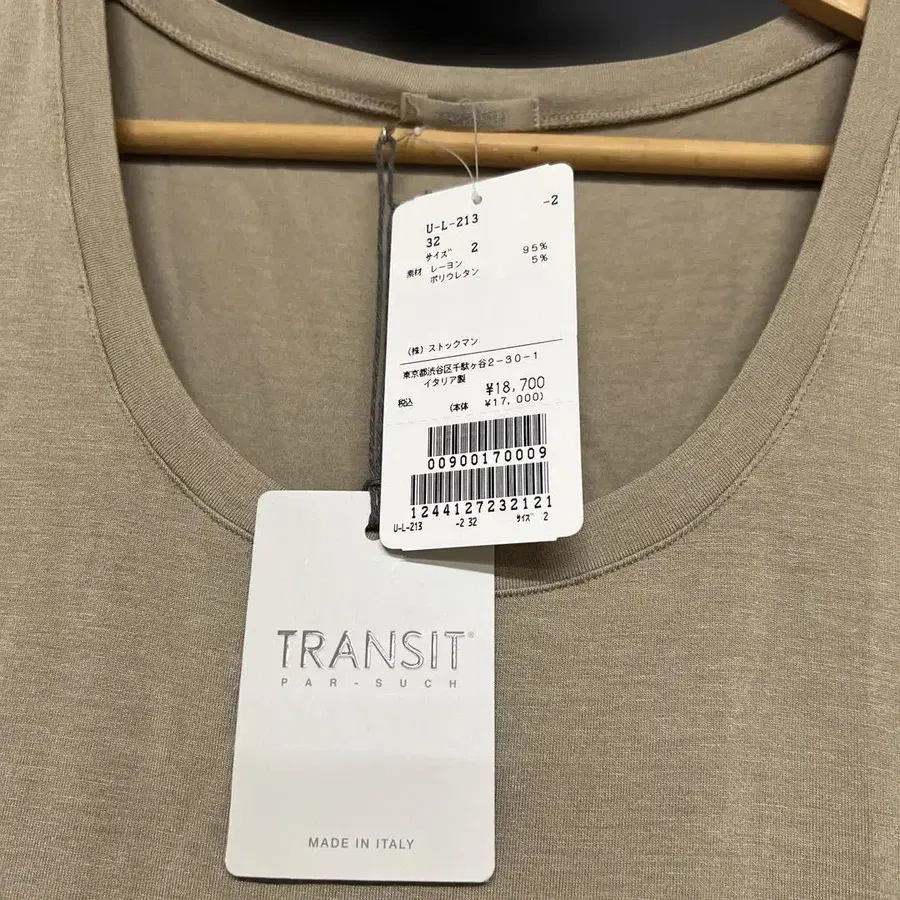 U-L-213 -2
32
サイズ 2
素材 レーヨン 95%
ポリウレタン 5%
(株) ストックマン
東京都渋谷区千駄ヶ谷2-30-1
イタリア製
税込 ¥18,700
(本体 ¥17,000)
00900170009
1244127232121
U-L-213 -2 32 サイズ 2
TRANSIT®
PAR-SUCH
MADE IN ITALY